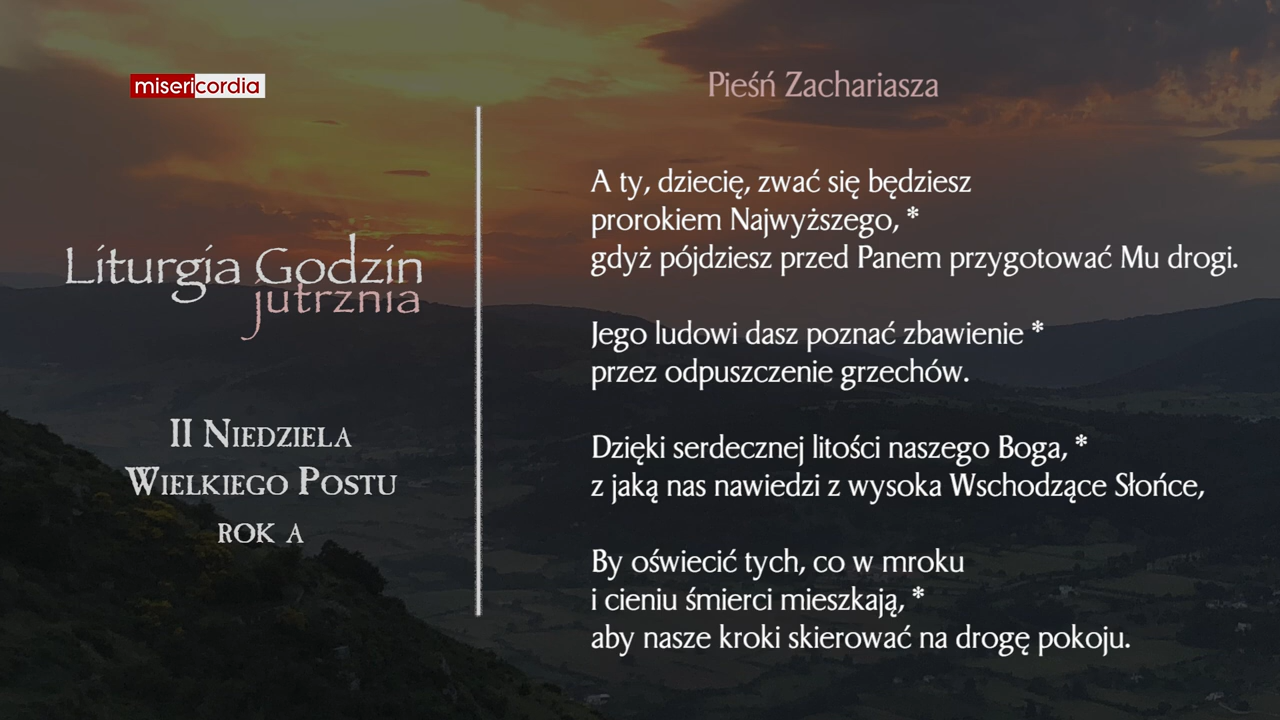 misericordia
Liturgia Godzin
jutrznia
II Niedziela
Wielkiego Postu
rok A
Pieśń Zachariasza
A ty, dziecię, zwać się będziesz
prorokiem Najwyższego, *
gdyż pójdziesz przed Panem przygotować Mu drogi.
Jego ludowi dasz poznać zbawienie *
przez odpuszczenie grzechów.
Dzięki serdecznej litości naszego Boga, *
z jaką nas nawiedzi z wysoka Wschodzące Słońce,
By oświecić tych, co w mroku
i cieniu śmierci mieszkają, *
aby nasze kroki skierować na drogę pokoju.